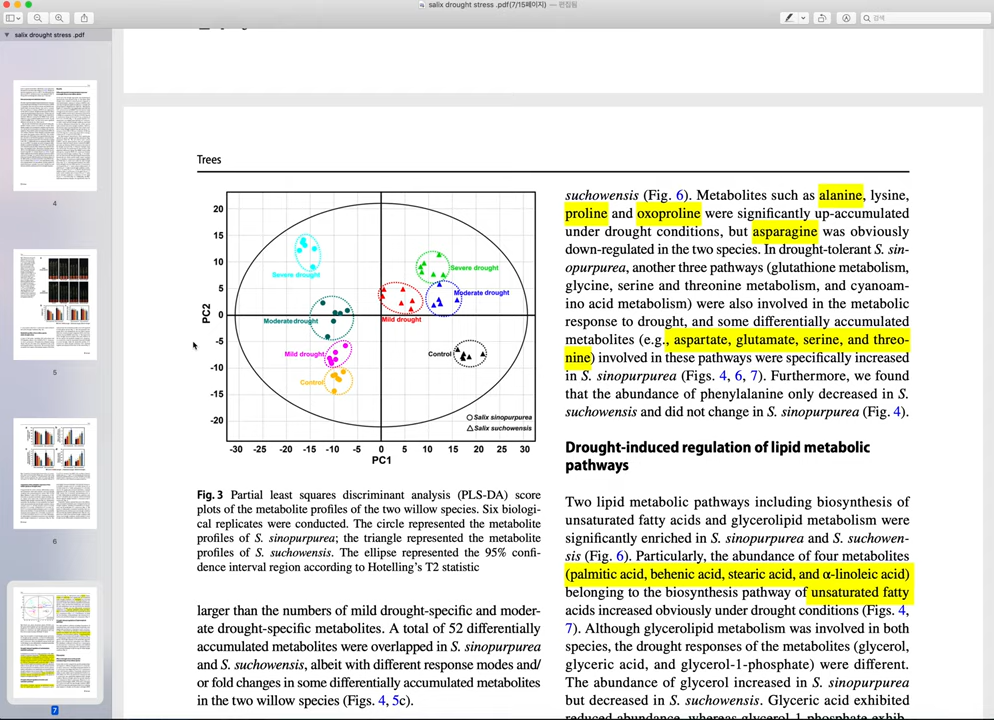 salix drought stress .pdf(7/15페이지) — 편집됨
검색
salix drought stress .pdf
4
5
6
7
Trees
20
15
10
5
0
-5
-10
-15
-20
PC2
-30 -25 -20 -15 -10 -5 0 5 10 15 20 25 30
PC1
Severe drought
Severe drought
Moderate drought
Moderate drought
Mild drought
Mild drought
Control
Control
Salix sinopurpurea
Salix suchowensis
Fig. 3 Partial least squares discriminant analysis (PLS-DA) score
plots of the metabolite profiles of the two willow species. Six biologi-
cal replicates were conducted. The circle represented the metabolite
profiles of S. sinopurpurea; the triangle represented the metabolite
profiles of S. suchowensis. The ellipse represented the 95% confi-
dence interval region according to Hotelling's T2 statistic
larger than the numbers of mild drought-specific and moder-
ate drought-specific metabolites. A total of 52 differentially
accumulated metabolites were overlapped in S. sinopurpurea
and S. suchowensis, albeit with different response modes and/
or fold changes in some differentially accumulated metabolites
in the two willow species (Figs. 4, 5c).
suchowensis (Fig. 6). Metabolites such as alanine, lysine,
proline and oxoproline were significantly up-accumulated
under drought conditions, but asparagine was obviously
down-regulated in the two species. In drought-tolerant S. sin-
opurpurea, another three pathways (glutathione metabolism,
glycine, serine and threonine metabolism, and cyanoam-
ino acid metabolism) were also involved in the metabolic
response to drought, and some differentially accumulated
metabolites (e.g., aspartate, glutamate, serine, and threo-
nine) involved in these pathways were specifically increased
in S. sinopurpurea (Figs. 4, 6, 7). Furthermore, we found
that the abundance of phenylalanine only decreased in S.
suchowensis and did not change in S. sinopurpurea (Fig. 4).
Drought-induced regulation of lipid metabolic
pathways
Two lipid metabolic pathways including biosynthesis of
unsaturated fatty acids and glycerolipid metabolism were
significantly enriched in S. sinopurpurea and S. suchowen-
sis (Fig. 6). Particularly, the abundance of four metabolites
(palmitic acid, behenic acid, stearic acid, and α-linoleic acid)
belonging to the biosynthesis pathway of unsaturated fatty
acids increased obviously under drought conditions (Figs. 4,
7). Although glycerolipid metabolism was involved in both
species, the drought responses of the metabolites (glycerol,
glyceric acid, and glycerol-1-phosphate) were different.
The abundance of glycerol increased in S. sinopurpurea
but decreased in S. suchowensis. Glyceric acid exhibited
reduced abundance, whereas glycerol-1-phosphate exhib-